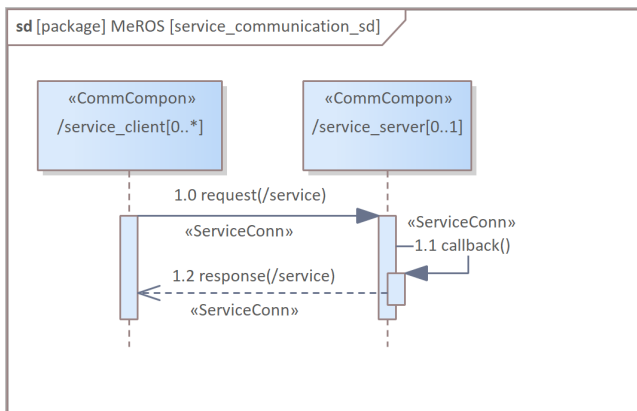 sd [package] MeROS [service_communication_sd]
«CommCompon»
/service_client[0..*]
«CommCompon»
/service_server[0..1]
1.0 request(/service)
«ServiceConn»
«ServiceConn»
1.1 callback()
1.2 response(/service)
«ServiceConn»